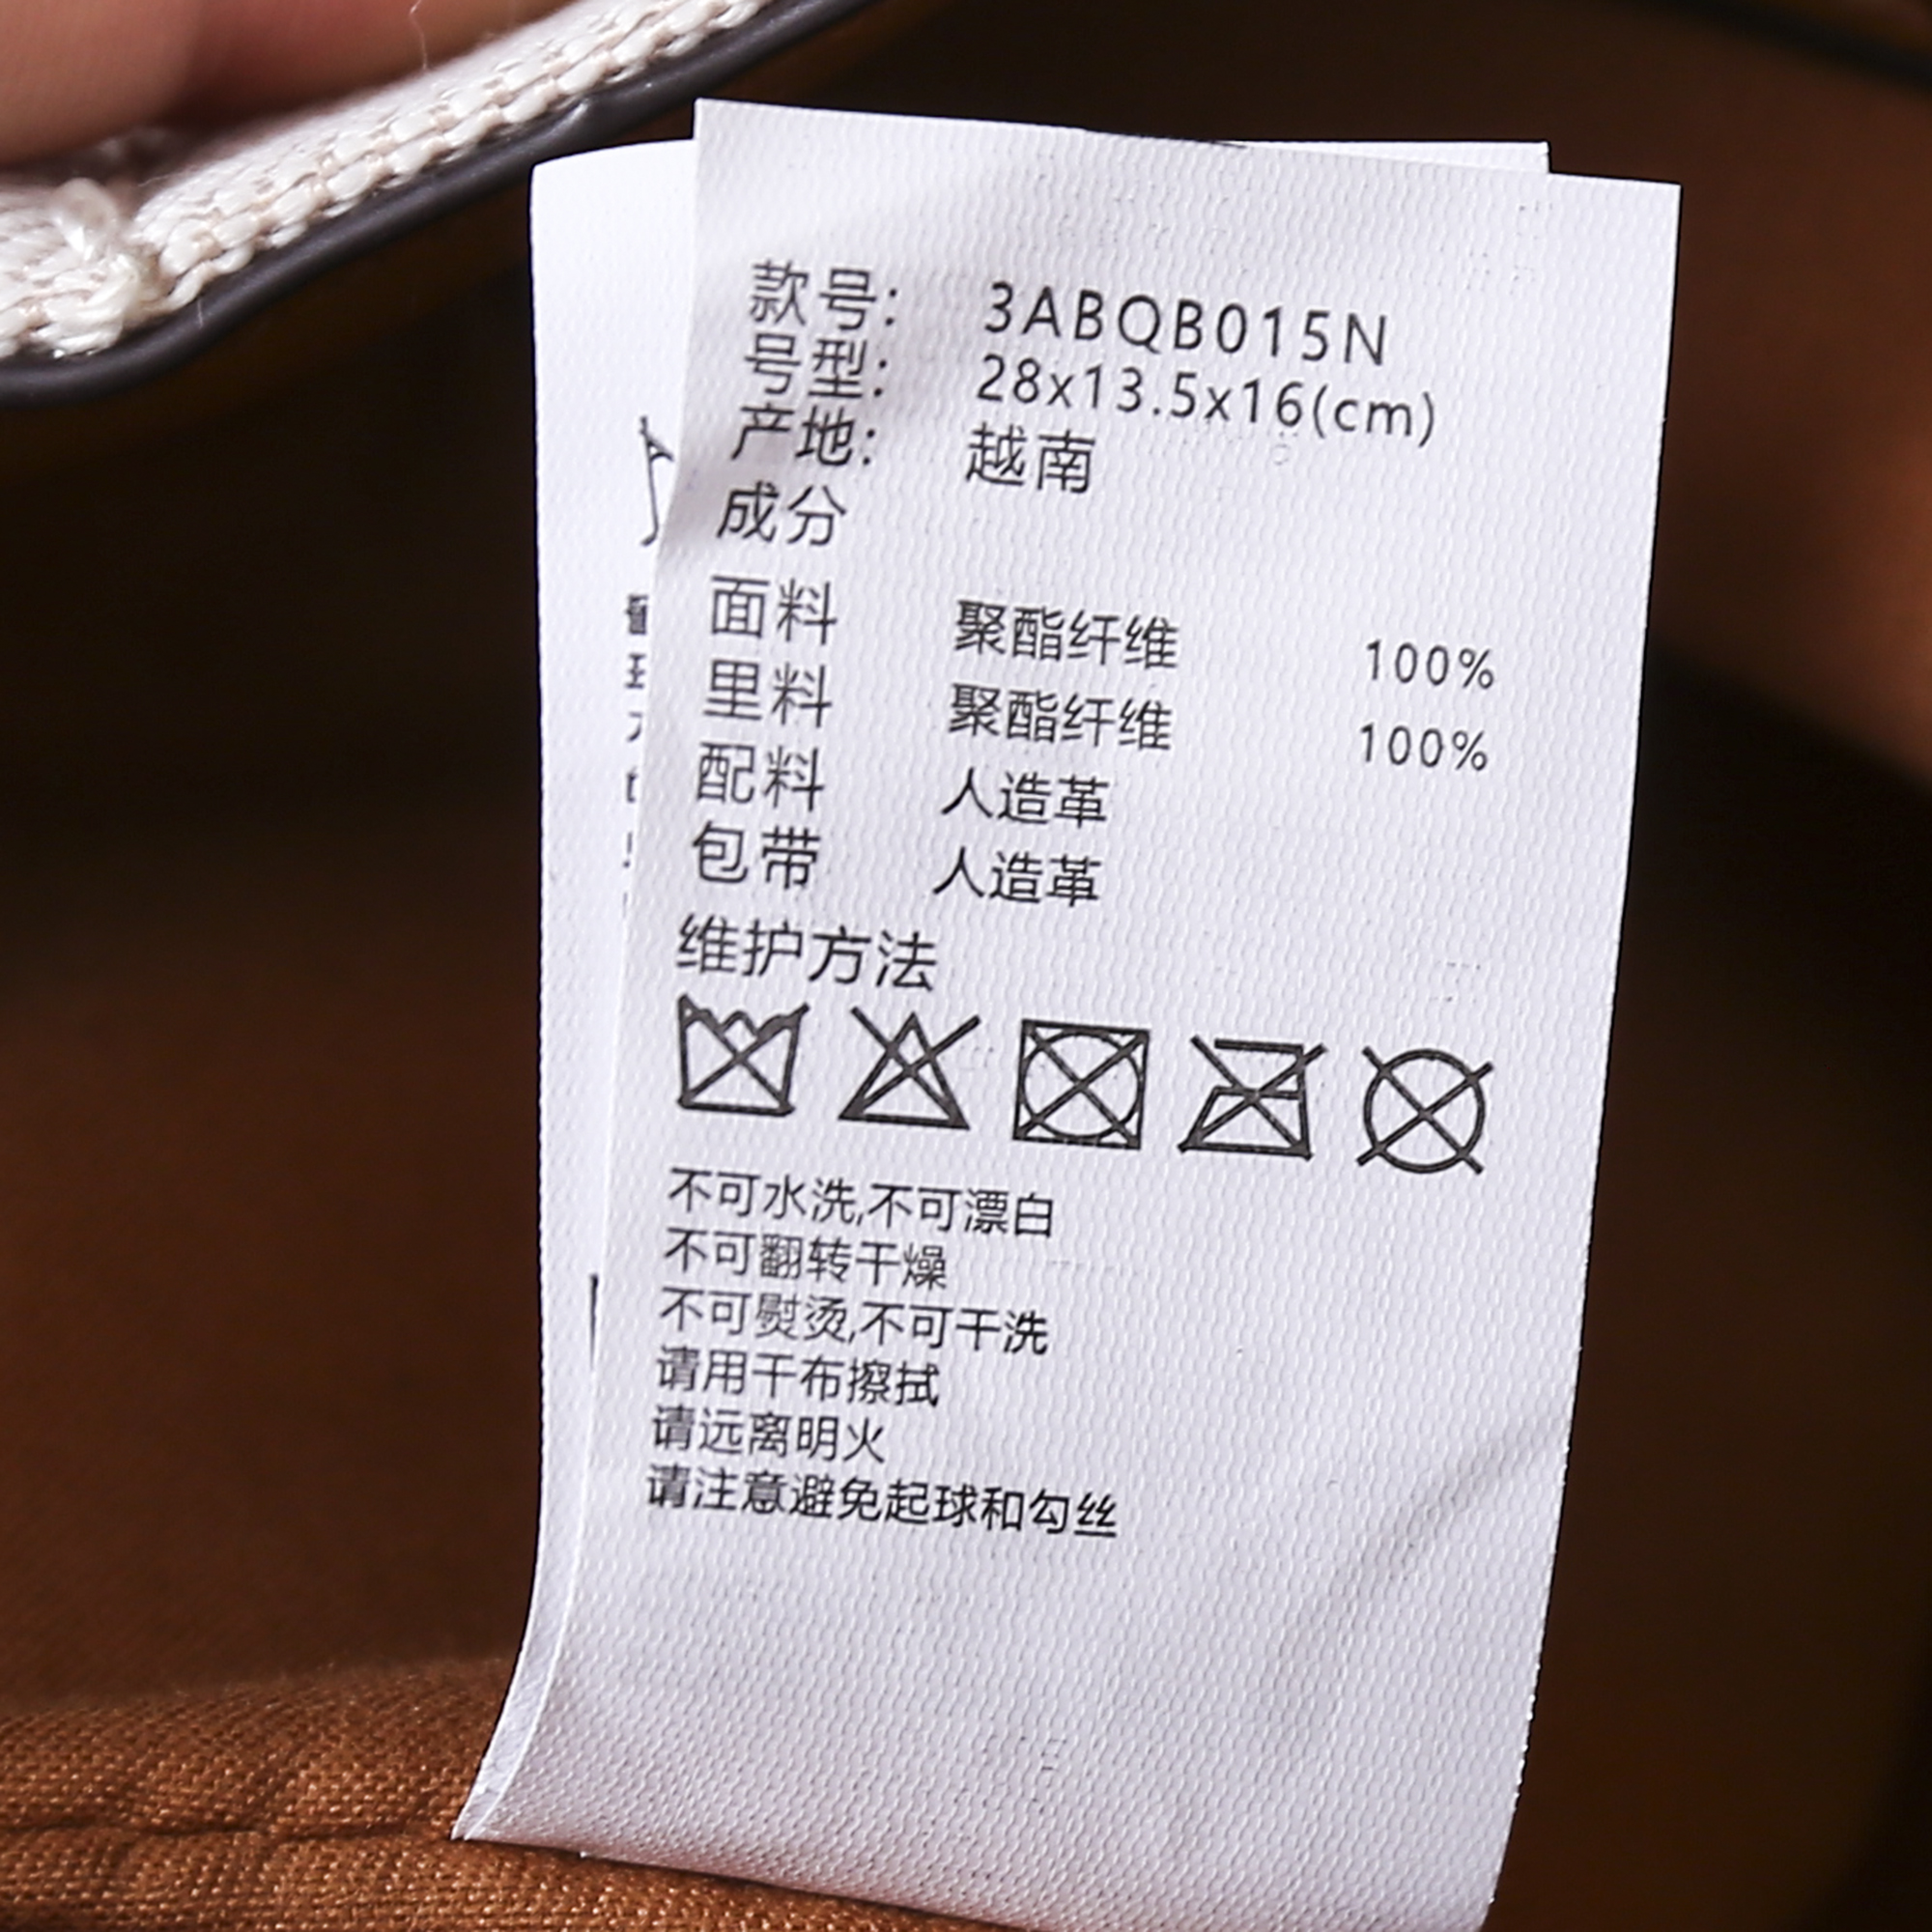 款号: 3ABQB015N
号型: 28x13.5x16(cm)
产地: 越南
成分
面料 聚酯纤维 100%
里料 聚酯纤维 100%
配料 人造革
包带 人造革
维护方法
不可水洗,不可漂白
不可翻转干燥
不可熨烫,不可干洗
请用干布擦拭
请远离明火
请注意避免起球和勾丝